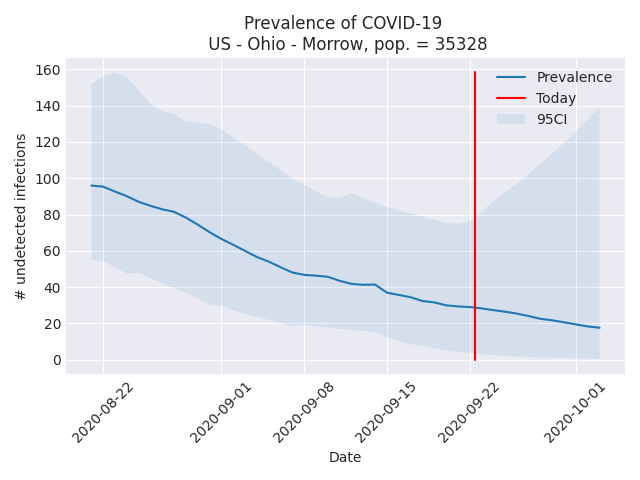 Prevalence of COVID-19
US - Ohio - Morrow, pop. = 35328
Prevalence
Today
95CI
160
140
120
100
80
60
40
20
0
# undetected infections
2020-08-22
2020-09-01
2020-09-08
2020-09-15
2020-09-22
2020-10-01
Date